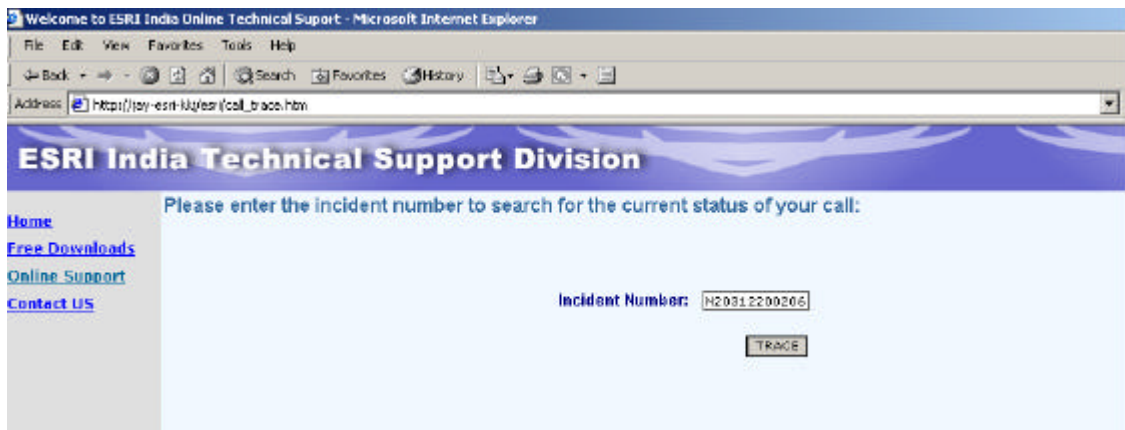 Welcome to ESRI India Online Technical Suport - Microsoft Internet Explorer
File Edit View Favorites Tools Help
Back Search Favorites History
Address
ESRI India Technical Support Division
Please enter the incident number to search for the current status of your call:
Home
Free Downloads
Online Support
Contact US
Incident Number: N20312200206
TRACE